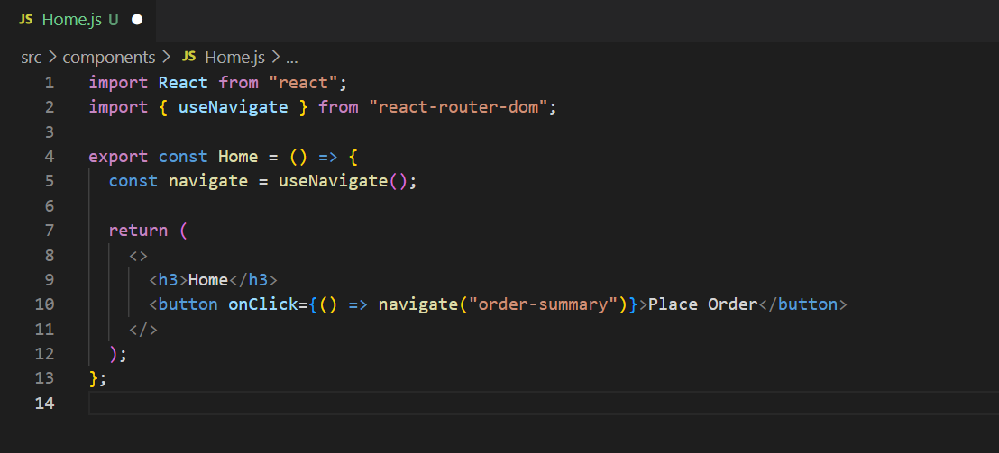 JS Home.js U
src > components > JS Home.js > ...
1 import React from "react";
2 import { useNavigate } from "react-router-dom";
3
4 export const Home = () => {
5   const navigate = useNavigate();
6
7   return (
8     <>
9       <h3>Home</h3>
10       <button onClick={() => navigate("order-summary")}>Place Order</button>
11     </>
12   );
13 };
14